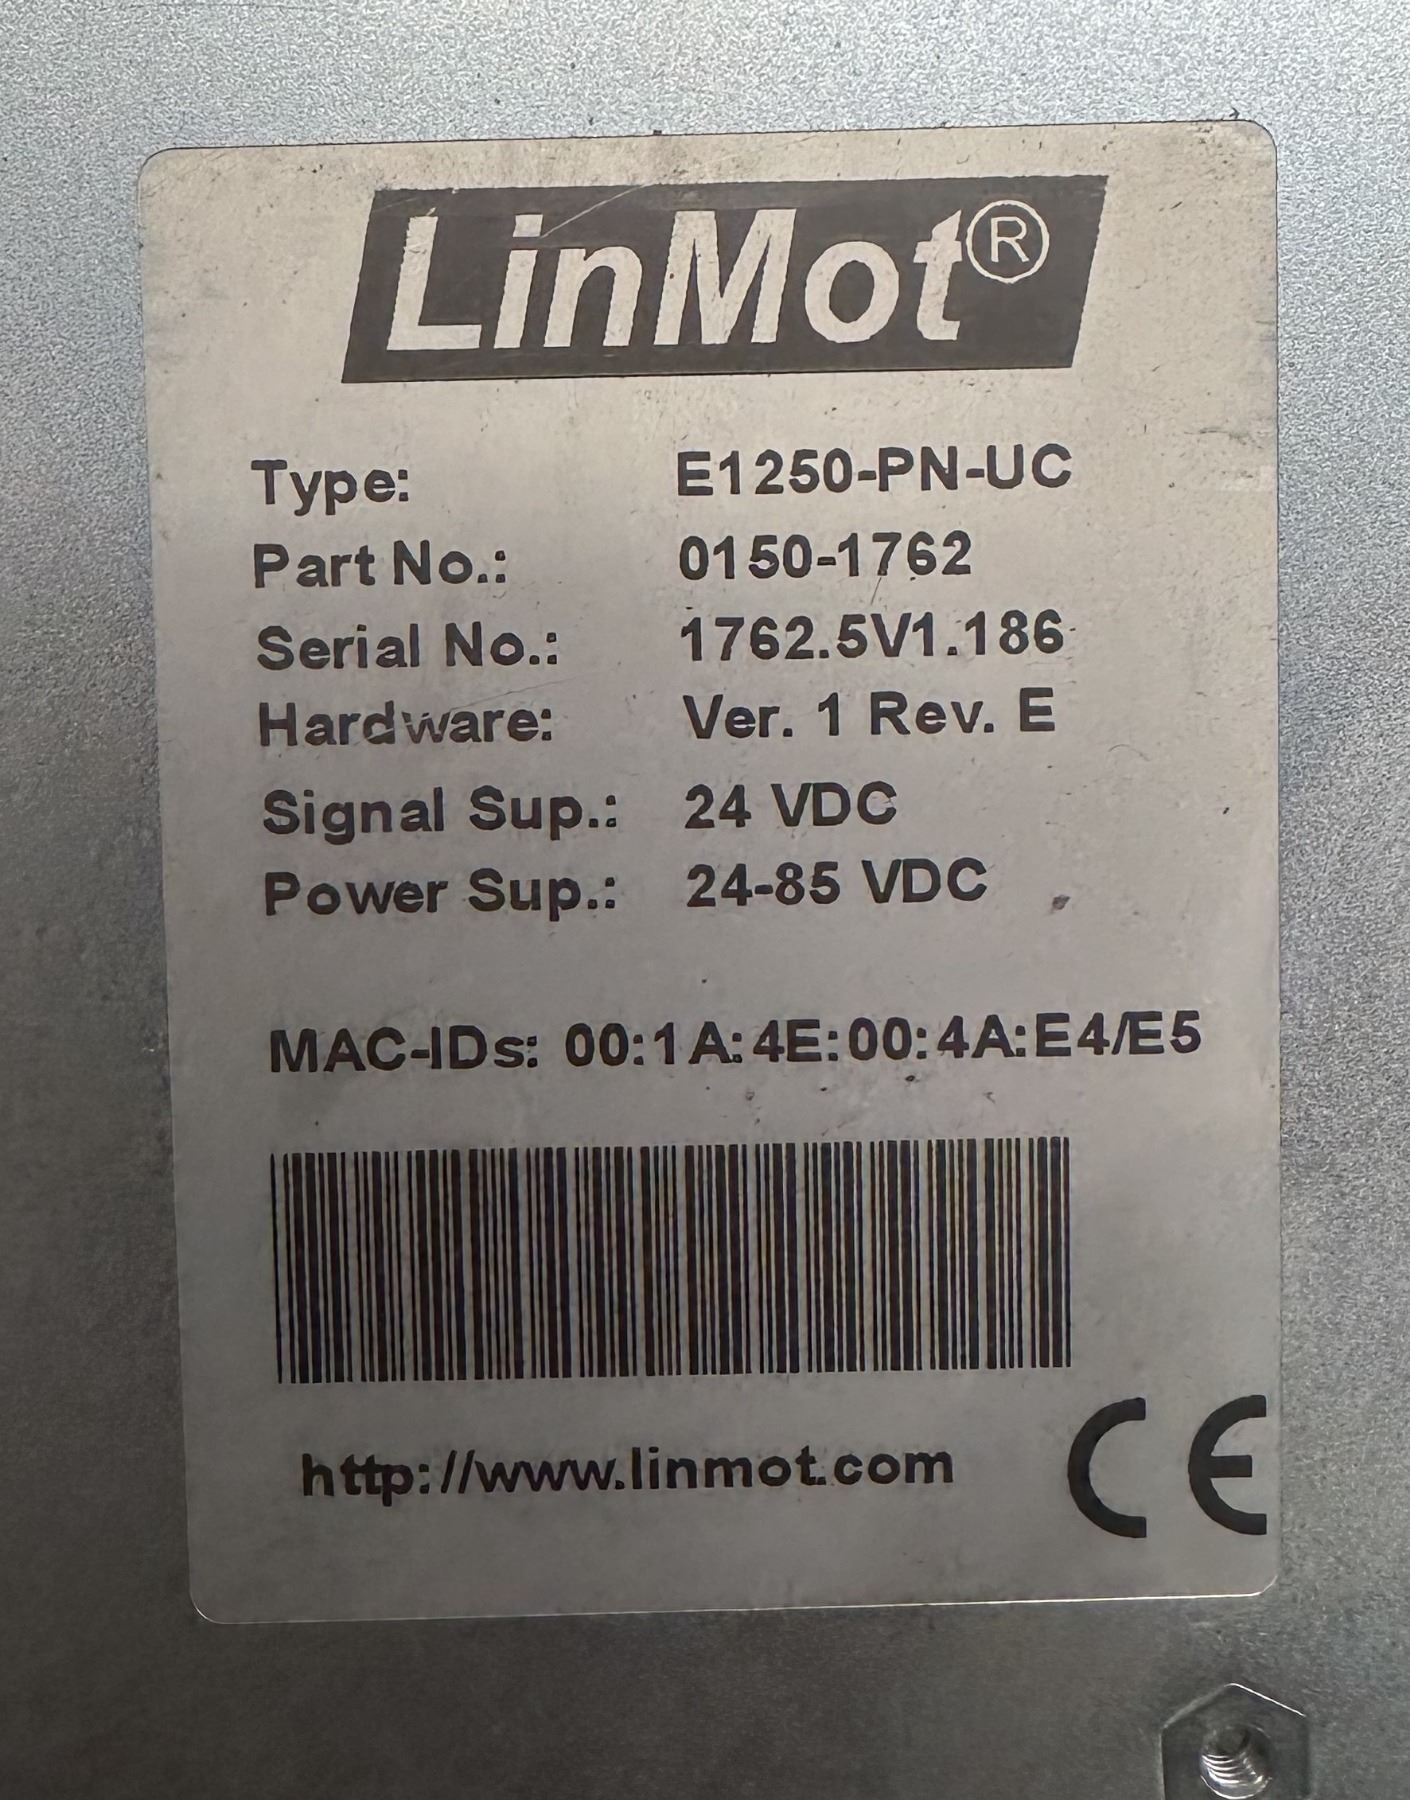 LinMot®
Type: E1250-PN-UC
Part No.: 0150-1762
Serial No.: 1762.5V1.186
Hardware: Ver. 1 Rev. E
Signal Sup.: 24 VDC
Power Sup.: 24-85 VDC
MAC-IDs: 00:1A:4E:00:4A:E4/E5
http://www.linmot.com
CE